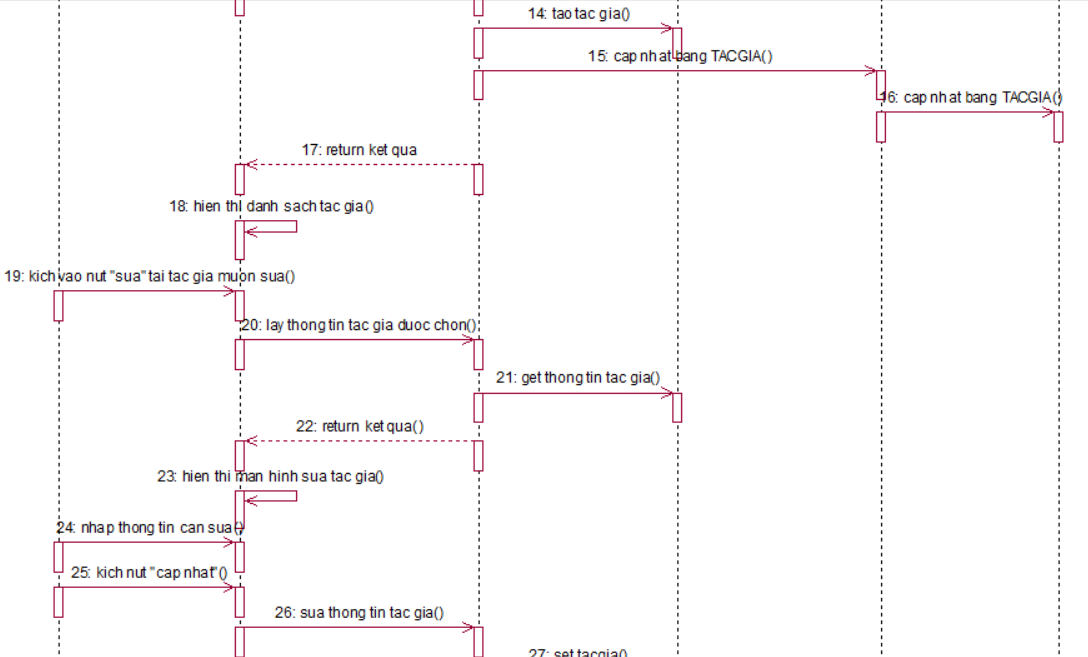 14: tao tac gia()
15: cap nhat bang TACGIA()
16: cap nhat bang TACGIA()
17: return ket qua
18: hien thi danh sach tac gia()
19: kich vao nut "sua" tai tac gia muon sua()
20: lay thong tin tac gia duoc chon()
21: get thong tin tac gia()
22: return ket qua()
23: hien thi man hinh sua tac gia()
24: nhap thong tin can sua()
25: kich nut "cap nhat"()
26: sua thong tin tac gia()
27: set tacgia()